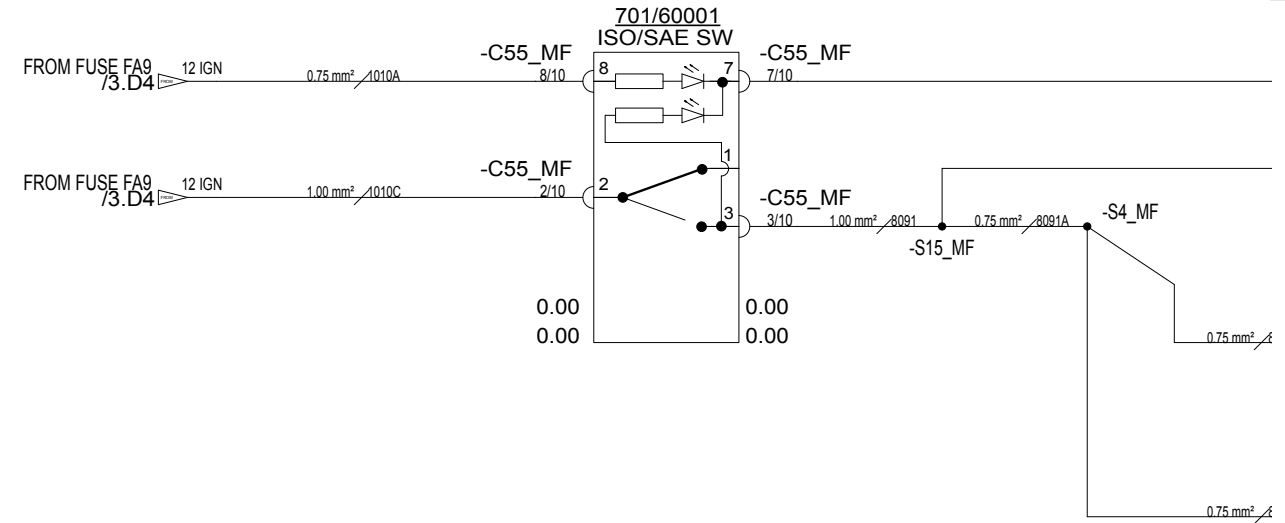 701/60001
ISO/SAE SW
-C55_MF
-C55_MF
FROM FUSE FA9
12 IGN
0.75 mm²
1010A
8/10
8
7
7/10
/3.D4
FROM
1
-C55_MF
FROM FUSE FA9
12 IGN
1.00 mm²
1010C
2/10
2
-C55_MF
/3.D4
FROM
3
3/10
1.00 mm²
8091
0.75 mm²
8091A
-S4_MF
-S15_MF
0.00
0.00
0.00
0.00
0.75 mm²
0.75 mm²